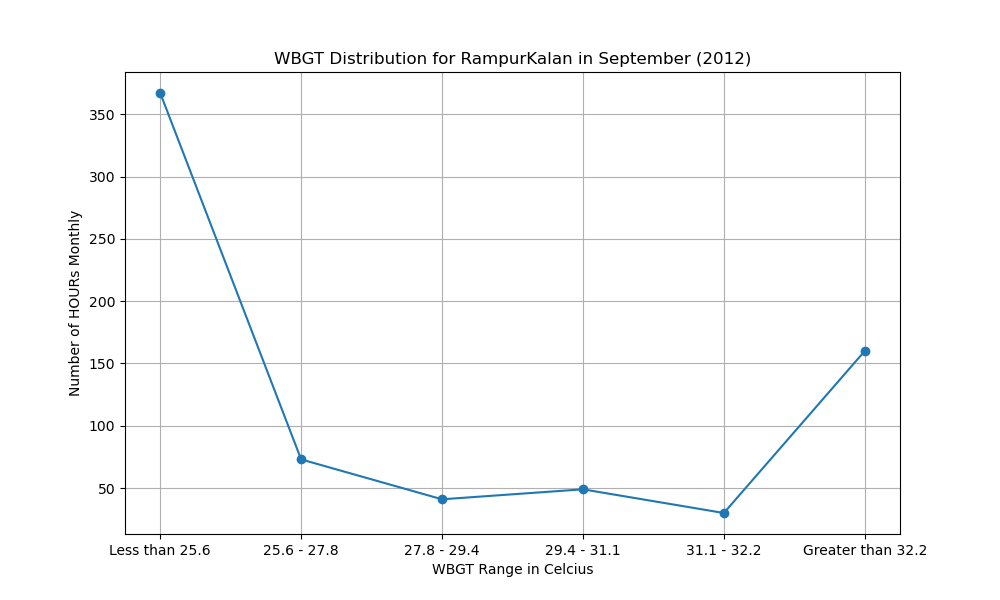 WBGT Distribution for RampurKalan in September (2012)
350
300
250
200
150
100
50
Number of HOURs Monthly
Less than 25.6
25.6 - 27.8
27.8 - 29.4
29.4 - 31.1
31.1 - 32.2
Greater than 32.2
WBGT Range in Celcius